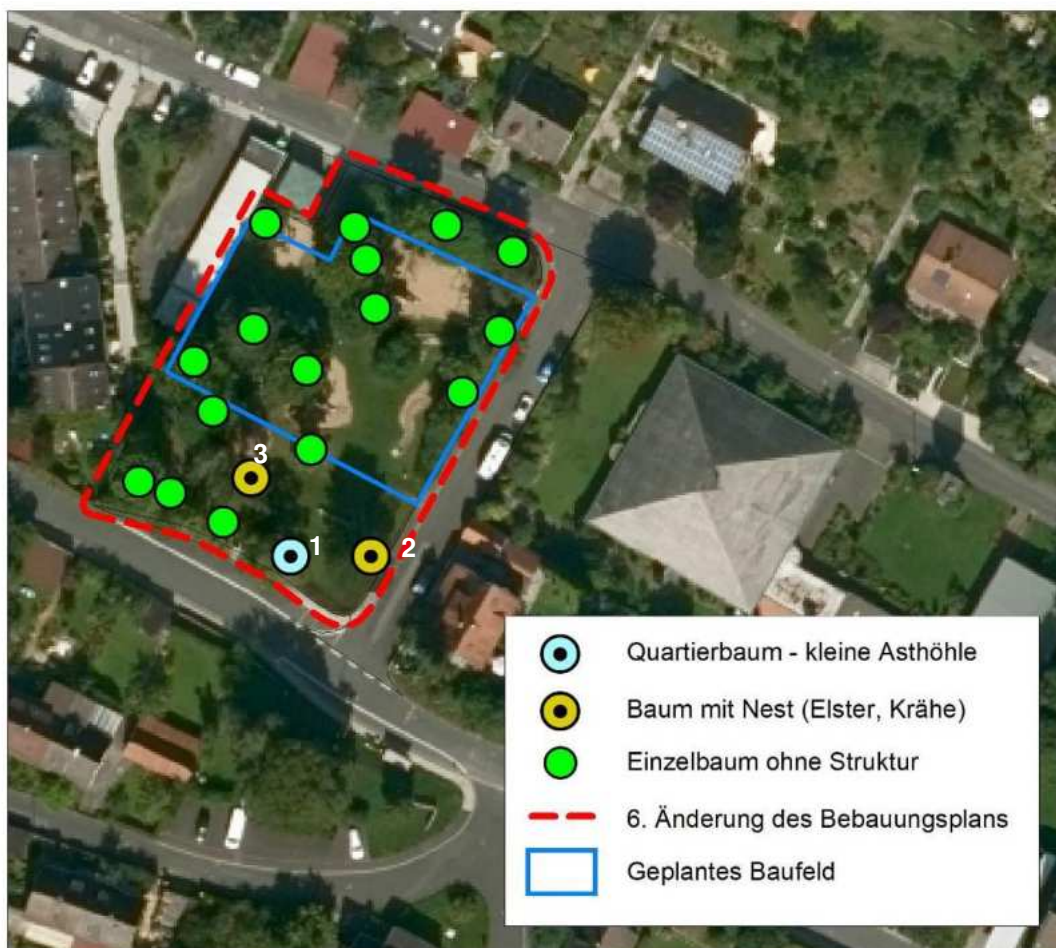 3
1
2
Quartierbaum - kleine Asthöhle
Baum mit Nest (Elster, Krähe)
Einzelbaum ohne Struktur
6. Änderung des Bebauungsplans
Geplantes Baufeld